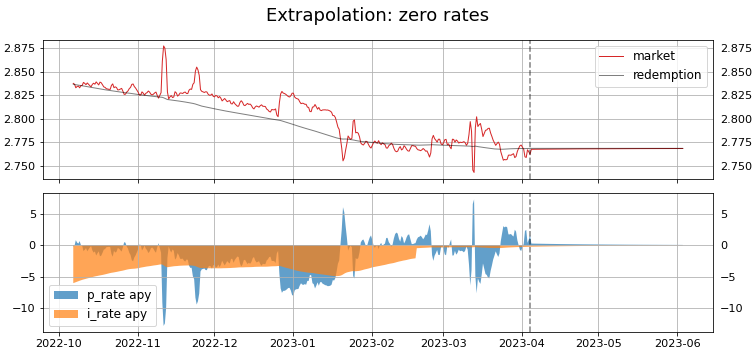 Extrapolation: zero rates
2.875 2.875
2.850 2.850
2.825 2.825
2.800 2.800
2.775 2.775
2.750 2.750
market
redemption
5 5
0 0
−5 −5
−10 −10
p_rate apy
i_rate apy
2022-10 2022-11 2022-12 2023-01 2023-02 2023-03 2023-04 2023-05 2023-06